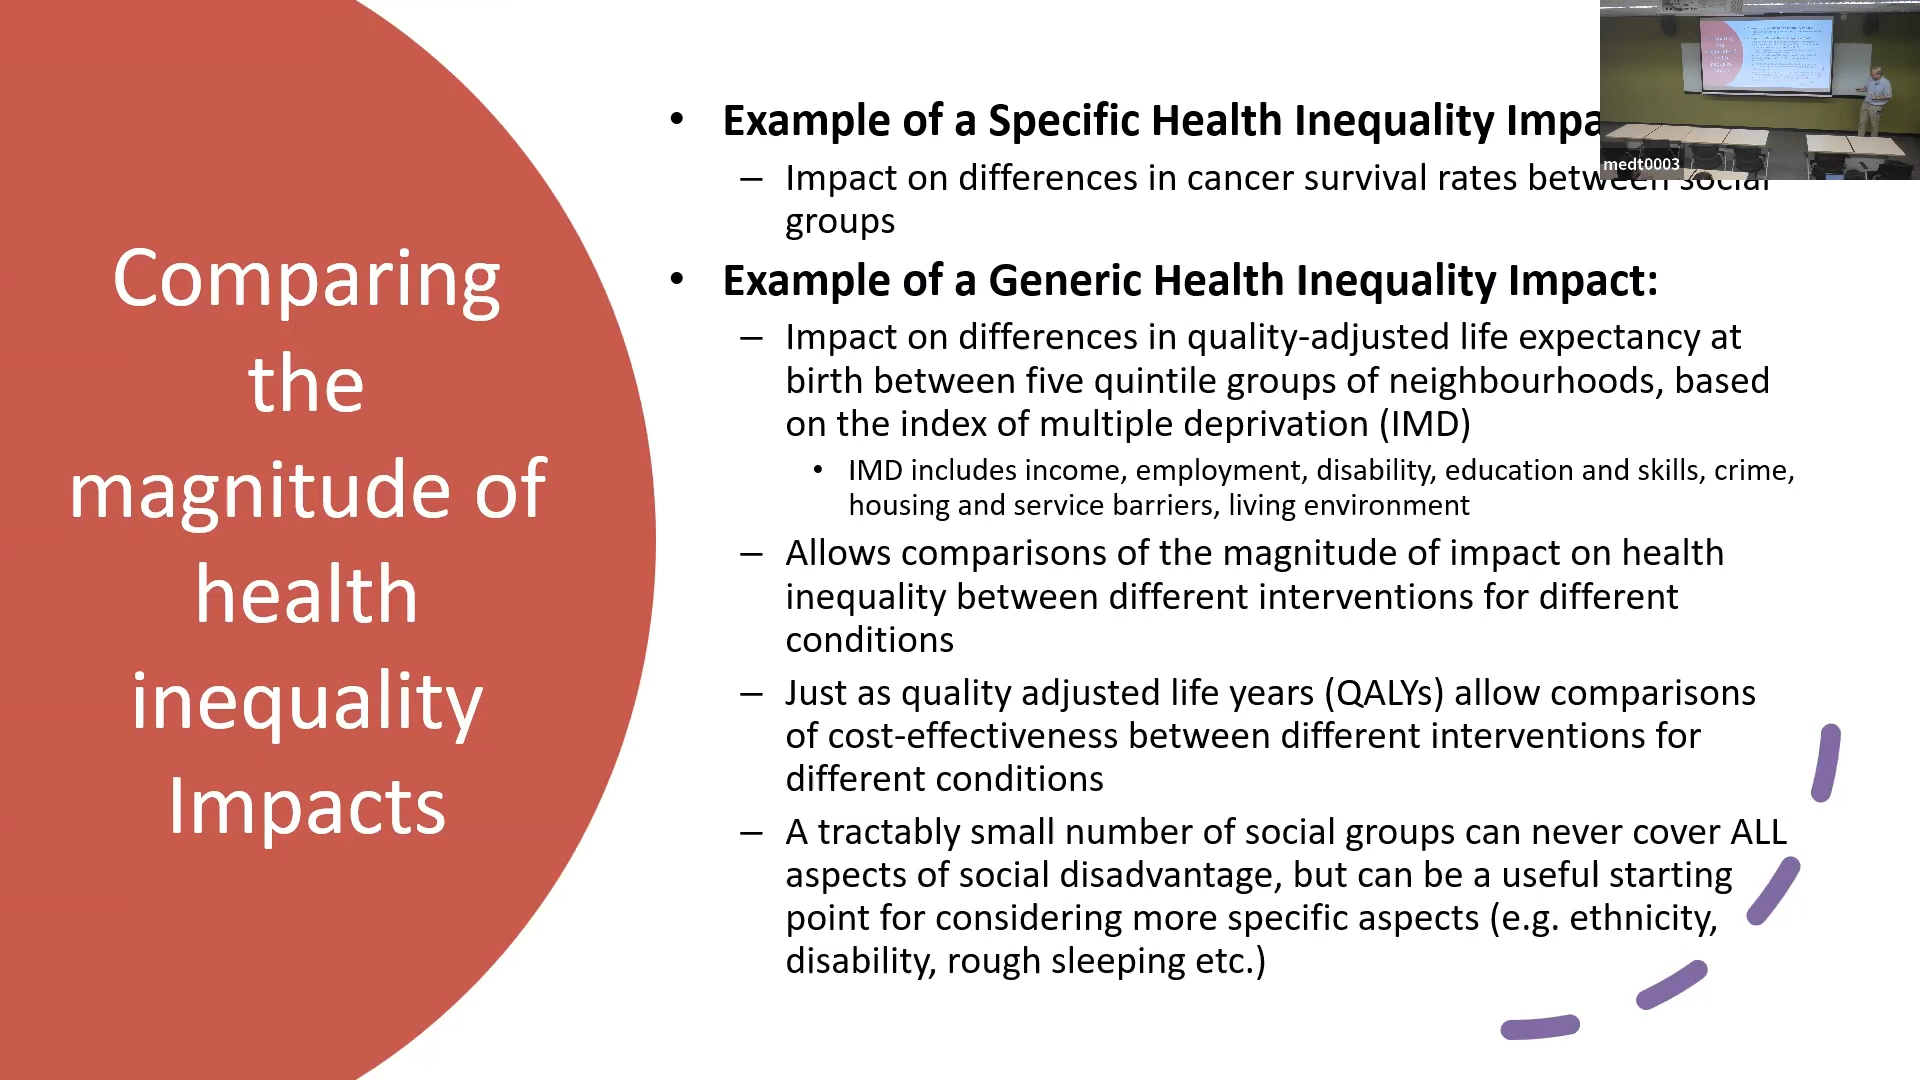 Comparing
the
magnitude of
health
inequality
Impacts
• Example of a Specific Health Inequality
– Impact on differences in cancer survival rates between social
groups
• Example of a Generic Health Inequality Impact:
– Impact on differences in quality-adjusted life expectancy at
birth between five quintile groups of neighbourhoods, based
on the index of multiple deprivation (IMD)
• IMD includes income, employment, disability, education and skills, crime,
housing and service barriers, living environment
– Allows comparisons of the magnitude of impact on health
inequality between different interventions for different
conditions
– Just as quality adjusted life years (QALYs) allow comparisons
of cost-effectiveness between different interventions for
different conditions
– A tractably small number of social groups can never cover ALL
aspects of social disadvantage, but can be a useful starting
point for considering more specific aspects (e.g. ethnicity,
disability, rough sleeping etc.)
medt0003